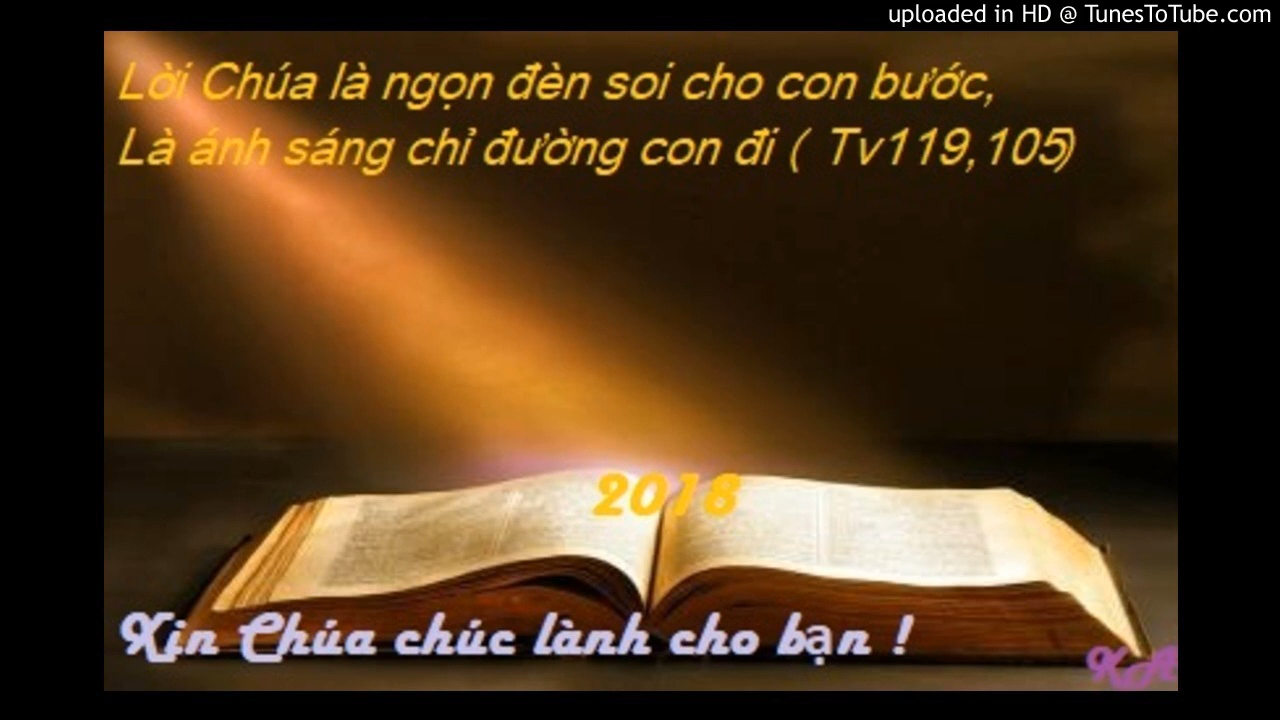 uploaded in HD @ TunesToTube.com
Lời Chúa là ngọn đèn soi cho con bước,
Là ánh sáng chỉ đường con đi ( Tv119,105)
2018
Xin Chúa chúc lành cho bạn !
KA